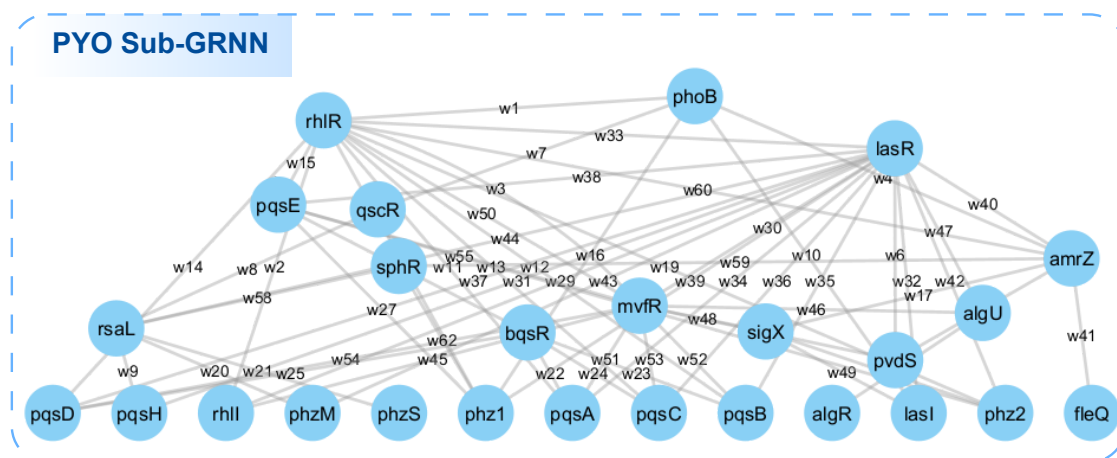 PYO Sub-GRNN
phoB
w1
rhlR
w33
lasR
w7
w15
w38
w4
w3
w60
pqsE
qscR
w40
w50
w30
w47
w44
w55
w16
w10
w6
amrZ
w14
w8
w2
sphR
w11
w13
w12
w19
w59
w37
w31
w29
w43
w39
w34
w36
w35
w32
w42
w58
w17
w27
mvfR
w46
algU
rsaL
w48
bqsR
sigX
w41
w62
w54
w45
w51
w53
w52
pvdS
w9
w20
w21
w25
w22
w24
w23
w49
pqsD
pqsH
rhlI
phzM
phzS
phz1
pqsA
pqsC
pqsB
algR
lasI
phz2
fleQ